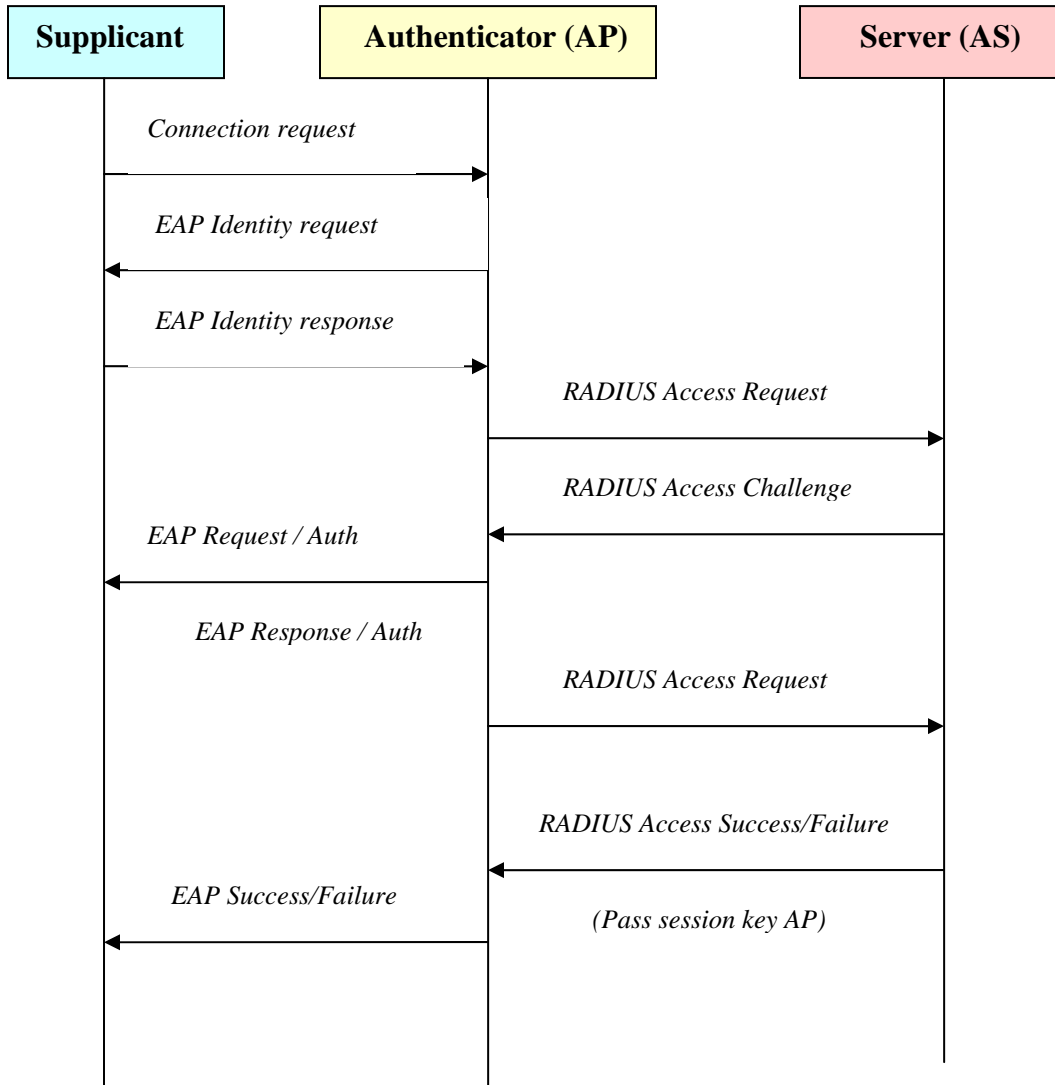 Supplicant
Authenticator (AP)
Server (AS)
Connection request
EAP Identity request
EAP Identity response
RADIUS Access Request
RADIUS Access Challenge
EAP Request / Auth
EAP Response / Auth
RADIUS Access Request
RADIUS Access Success/Failure
EAP Success/Failure
(Pass session key AP)